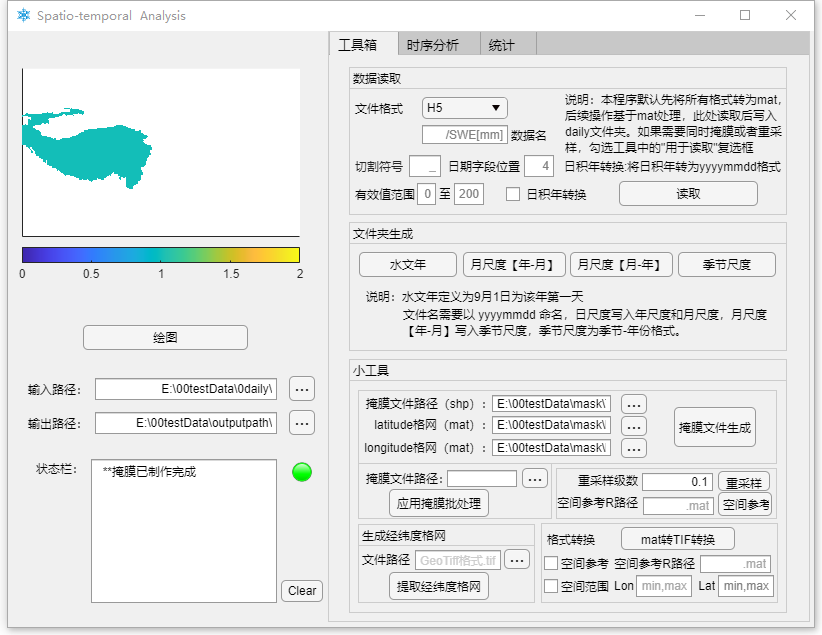 Spatio-temporal Analysis
工具箱 时序分析 统计
0 0.5 1 1.5 2
绘图
输入路径： E:\00testData\0daily\ ...
输出路径： E:\00testData\outputpath\ ...
状态栏： **掩膜已制作完成
Clear
数据读取
文件格式 H5
/SWE[mm] 数据名
切割符号 _ 日期字段位置 4
有效值范围 0 至 200 日积年转换 读取
说明：本程序默认先将所有格式转为mat，
后续操作基于mat处理，此处读取后写入
daily文件夹。如果需要同时掩膜或者重采
样，勾选工具中的"用于读取"复选框
日积年转换:将日积年转为yyyymmdd格式
文件夹生成
水文年 月尺度【年-月】 月尺度【月-年】 季节尺度
说明：水文年定义为9月1日为该年第一天
文件名需要以 yyyymmdd 命名，日尺度写入年尺度和月尺度，月尺度
【年-月】写入季节尺度，季节尺度为季节-年份格式。
小工具
掩膜文件路径（shp）： E:\00testData\mask\ ...
latitude格网（mat）： E:\00testData\mask\ ...
longitude格网（mat）： E:\00testData\mask\ ...
掩膜文件生成
掩膜文件路径： ...
应用掩膜批处理
重采样级数 0.1 重采样
空间参考R路径 .mat 空间参考
生成经纬度格网
文件路径 GeoTiff格式.tif ...
提取经纬度格网
格式转换 mat转TIF转换
空间参考 空间参考R路径 .mat
空间范围 Lon min,max Lat min,max